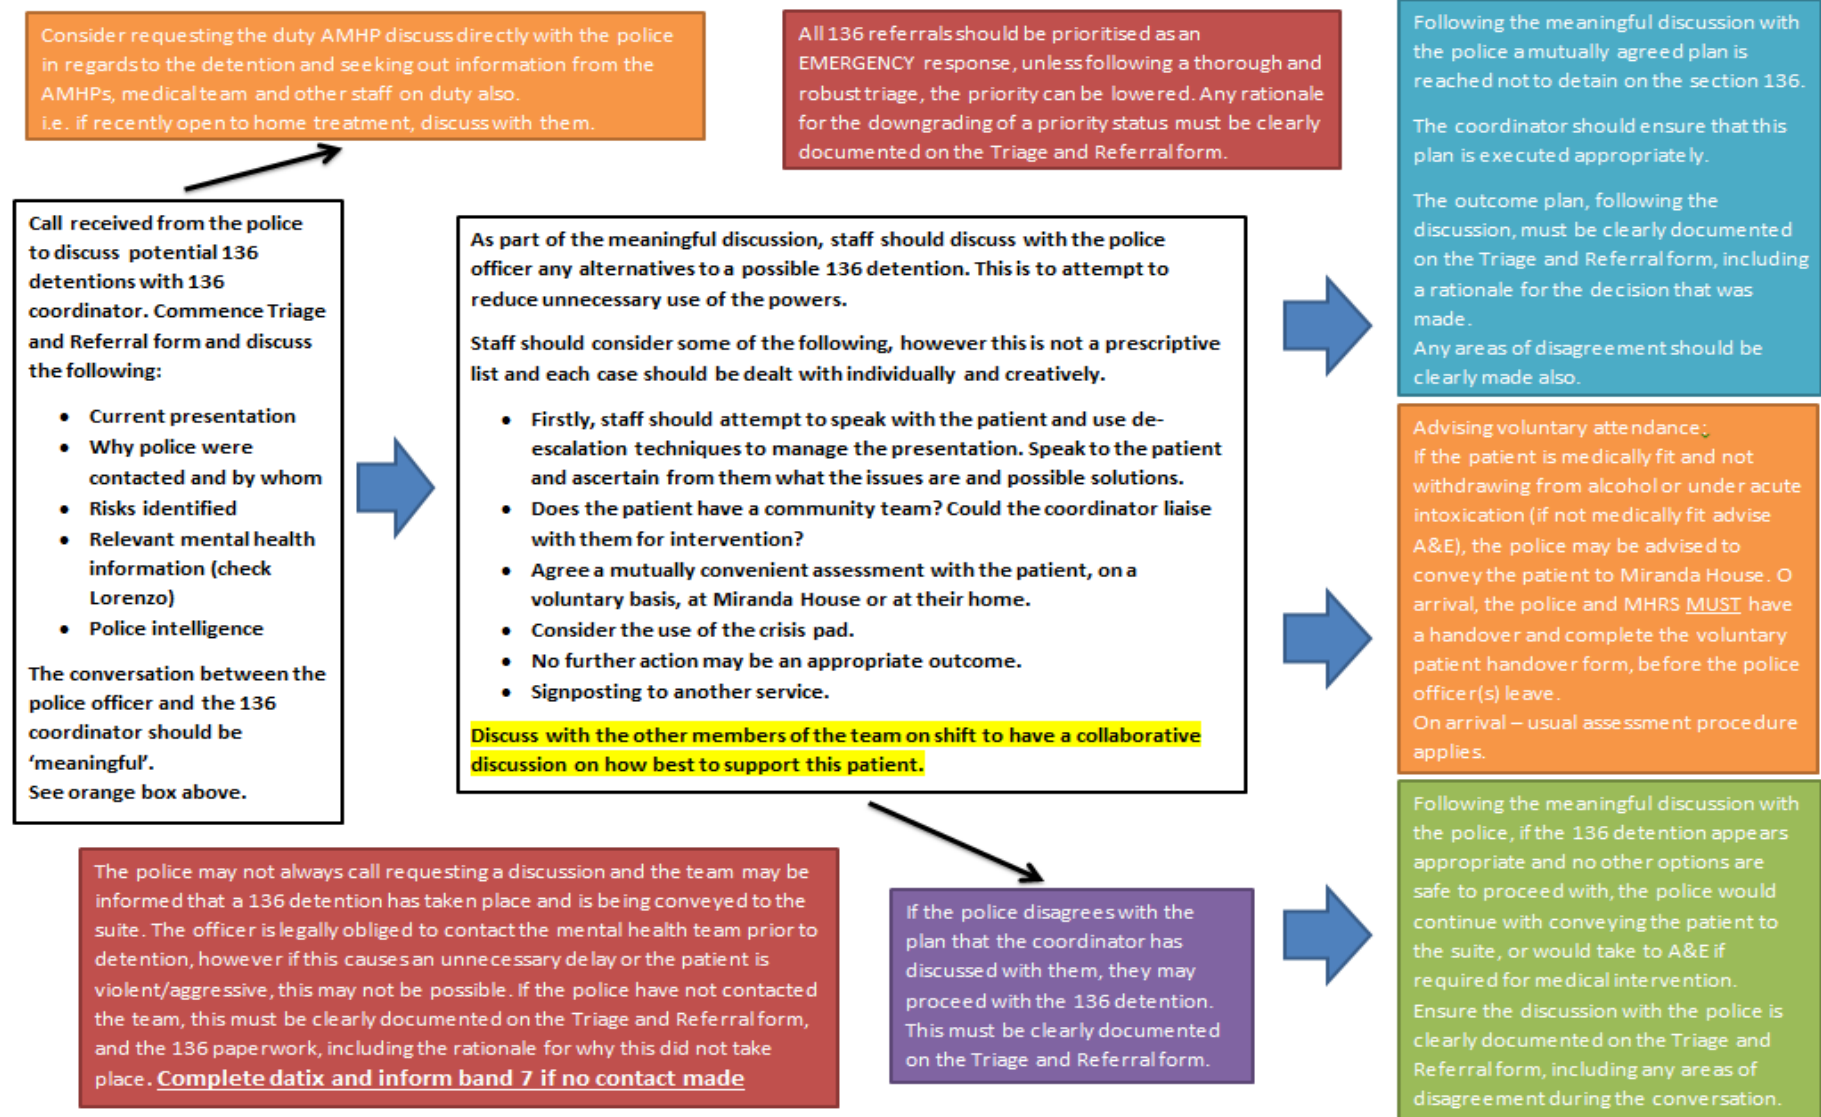 Consider requesting the duty AMHP discuss directly with the police
in regards to the detention and seeking out information from the
AMHPs, medical team and other staff on duty also.
i.e. if recently open to home treatment, discuss with them.
All 136 referrals should be prioritised as an
EMERGENCY response, unless following a thorough and
robust triage, the priority can be lowered. Any rationale
for the downgrading of a priority status must be clearly
documented on the Triage and Referral form.
Call received from the police
to discuss potential 136
detentions with 136
coordinator. Commence Triage
and Referral form and discuss
the following:
• Current presentation
• Why police were
contacted and by whom
• Risks identified
• Relevant mental health
information (check
Lorenzo)
• Police intelligence
The conversation between the
police officer and the 136
coordinator should be
‘meaningful’.
See orange box above.
As part of the meaningful discussion, staff should discuss with the police
officer any alternatives to a possible 136 detention. This is to attempt to
reduce unnecessary use of the powers.
Staff should consider some of the following, however this is not a prescriptive
list and each case should be dealt with individually and creatively.
• Firstly, staff should attempt to speak with the patient and use de-
escalation techniques to manage the presentation. Speak to the patient
and ascertain from them what the issues are and possible solutions.
• Does the patient have a community team? Could the coordinator liaise
with them for intervention?
• Agree a mutually convenient assessment with the patient, on a
voluntary basis, at Miranda House or at their home.
• Consider the use of the crisis pad.
• No further action may be an appropriate outcome.
• Signposting to another service.
Discuss with the other members of the team on shift to have a collaborative
discussion on how best to support this patient.
Following the meaningful discussion with
the police a mutually agreed plan is
reached not to detain on the section 136.
The coordinator should ensure that this
plan is executed appropriately.
The outcome plan, following the
discussion, must be clearly documented
on the Triage and Referral form, including
a rationale for the decision that was
made.
Any areas of disagreement should be
clearly made also.
Advising voluntary attendance:
If the patient is medically fit and not
withdrawing from alcohol or under acute
intoxication (if not medically fit advise
A&E), the police may be advised to
convey the patient to Miranda House. O
arrival, the police and MHRS MUST have
a handover and complete the voluntary
patient handover form, before the police
officer(s) leave.
On arrival – usual assessment procedure
applies.
The police may not always call requesting a discussion and the team may be
informed that a 136 detention has taken place and is being conveyed to the
suite. The officer is legally obliged to contact the mental health team prior to
detention, however if this causes an unnecessary delay or the patient is
violent/aggressive, this may not be possible. If the police have not contacted
the team, this must be clearly documented on the Triage and Referral form,
and the 136 paperwork, including the rationale for why this did not take
place. Complete datix and inform band 7 if no contact made
If the police disagrees with the
plan that the coordinator has
discussed with them, they may
proceed with the 136 detention.
This must be clearly documented
on the Triage and Referral form.
Following the meaningful discussion with
the police, if the 136 detention appears
appropriate and no other options are
safe to proceed with, the police would
continue with conveying the patient to
the suite, or would take to A&E if
required for medical intervention.
Ensure the discussion with the police is
clearly documented on the Triage and
Referral form, including any areas of
disagreement during the conversation.